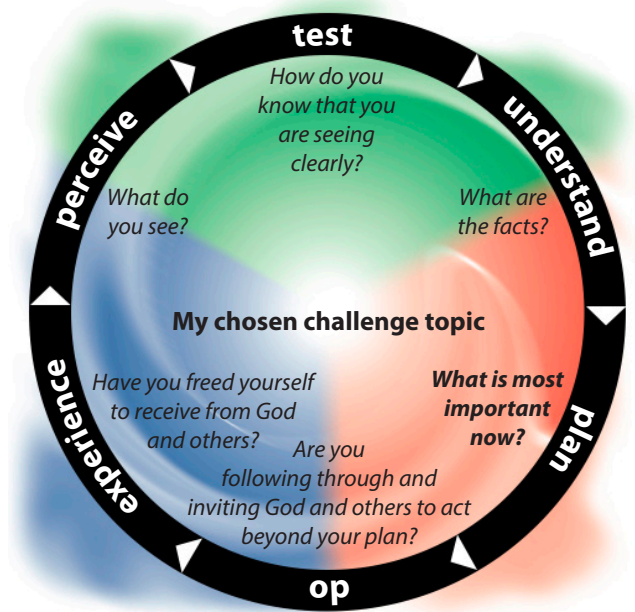 test
How do you
know that you
are seeing
clearly?
understand
What are
the facts?
plan
What is most
important
now?
do
Are you
following through and
inviting God and others to act
beyond your plan?
experience
Have you freed yourself
to receive from God
and others?
perceive
What do
you see?
My chosen challenge topic